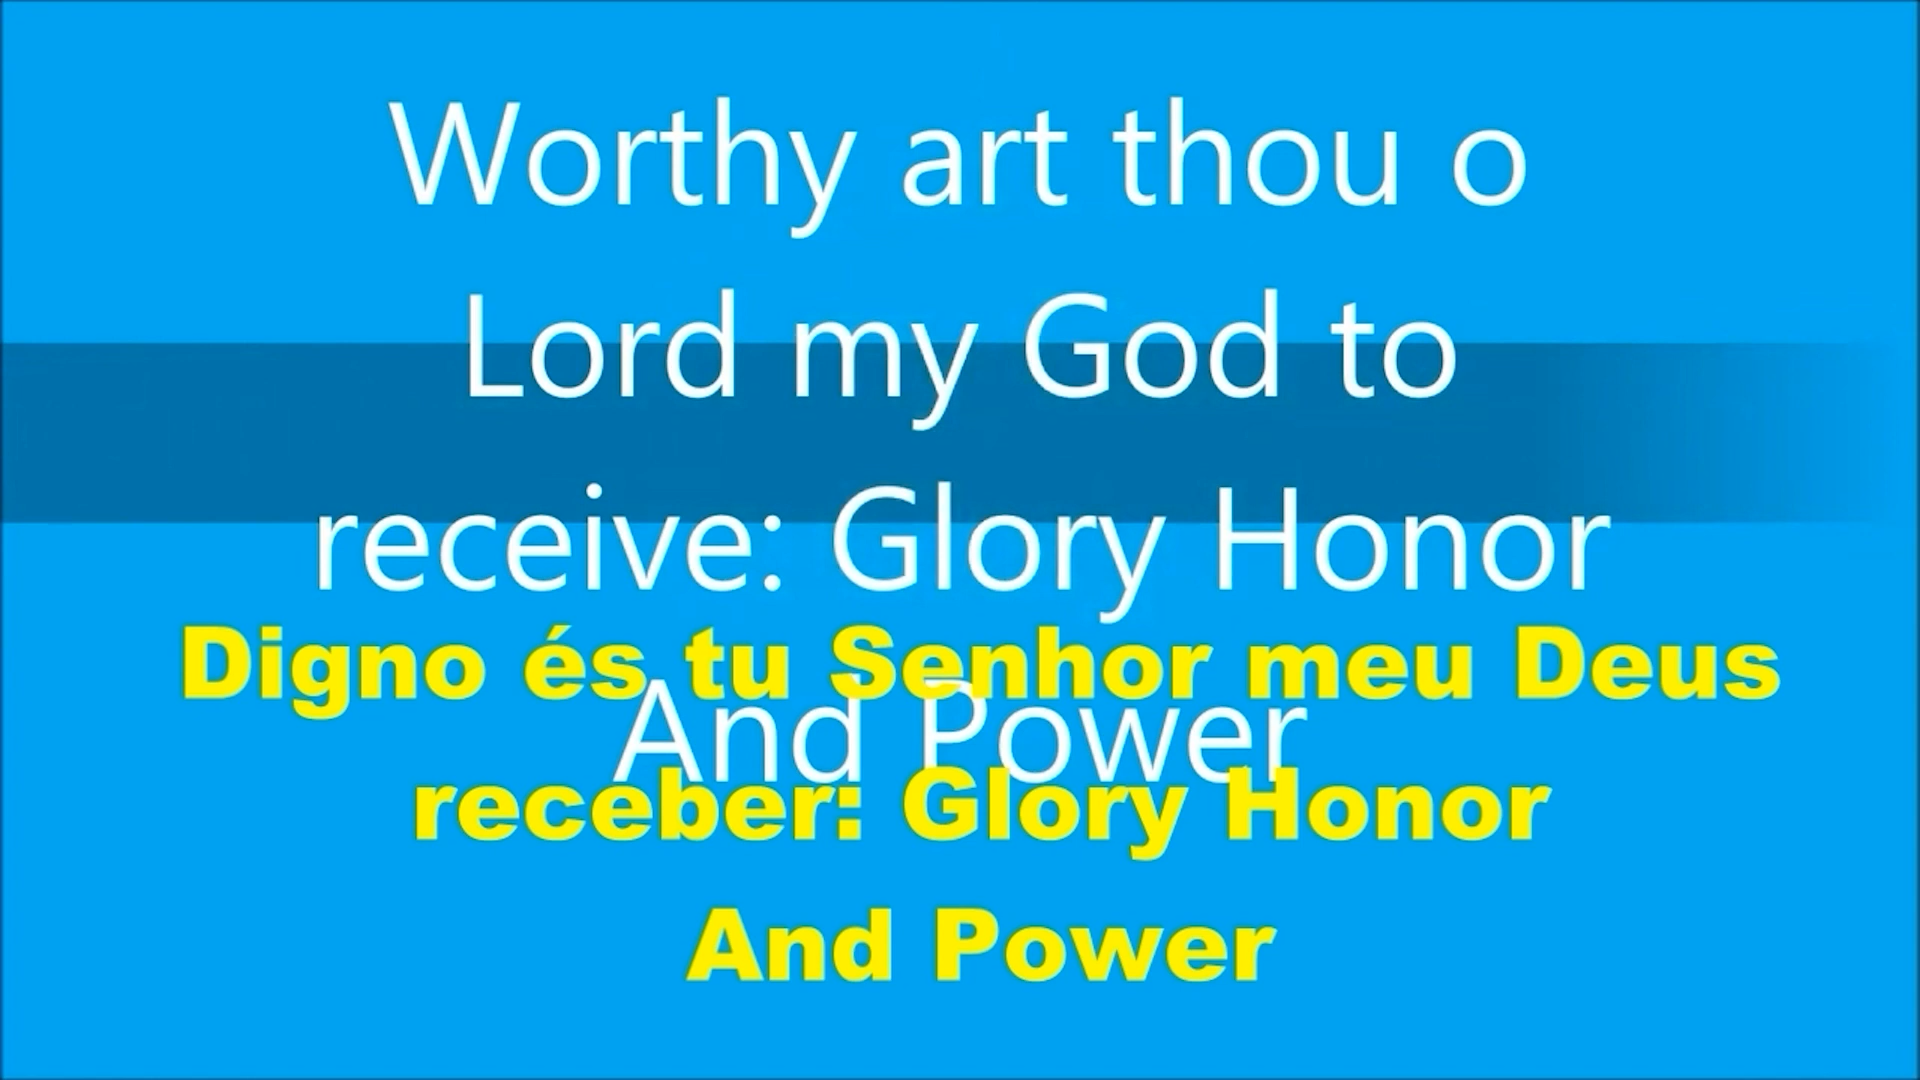 Worthy art thou o
Lord my God to
receive: Glory Honor
And Power
Digno és tu Senhor meu Deus
receber: Glory Honor
And Power